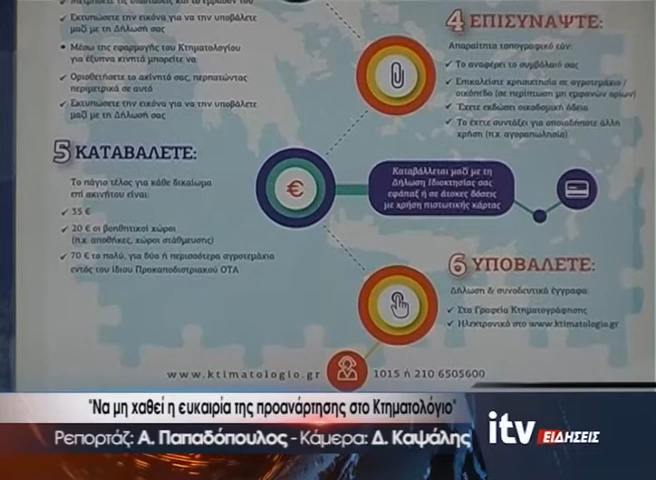 Εκτυπώσετε την εικόνα για να την υποβάλετε
μαζί με τη Δήλωσή σας
Μέσω της εφαρμογής του Κτηματολογίου
για έξυπνα κινητά μπορείτε να
Οριοθετήσετε το ακίνητό σας, περπατώντας
περιμετρικά σε αυτό
Εκτυπώσετε την εικόνα για να την υποβάλετε
μαζί με τη Δήλωσή σας
4 ΕΠΙΣΥΝΑΨΤΕ:
Απαραίτητα τοπογραφικό εάν:
Το αναφέρει το συμβόλαιό σας
Επικαλείστε χρησικτησία σε αγροτεμάχιο /
οικόπεδο (σε περίπτωση μη εμφανών ορίων)
Έχετε εκδώσει οικοδομική άδεια
Το έχετε συντάξει για οποιαδήποτε άλλη
χρήση (π.χ. αγοραπωλησία)
5 ΚΑΤΑΒΑΛΕΤΕ:
Το πάγιο τέλος για κάθε δικαίωμα
επί ακινήτου είναι:
35 €
20 € οι βοηθητικοί χώροι
(π.χ. αποθήκες, χώροι στάθμευσης)
70 € το πολύ, για δύο ή περισσότερα αγροτεμάχια
εντός του ίδιου Προκαποδιστριακού ΟΤΑ
€
Καταβάλλεται μαζί με τη
Δήλωση Ιδιοκτησίας σας
εφάπαξ ή σε άτοκες δόσεις
με χρήση πιστωτικής κάρτας
6 ΥΠΟΒΑΛΕΤΕ:
Δήλωση & συνοδευτικά έγγραφα:
Στα Γραφεία Κτηματογράφησης
Ηλεκτρονικά στο www.ktimatologio.gr
www.ktimatologio.gr
1015 ή 210 6505600
"Να μη χαθεί η ευκαιρία της προανάρτησης στο Κτηματολόγιο"
Ρεπορτάζ: Α. Παπαδόπουλος - Κάμερα: Δ. Καψάλης
itv ΕΙΔΗΣΕΙΣ